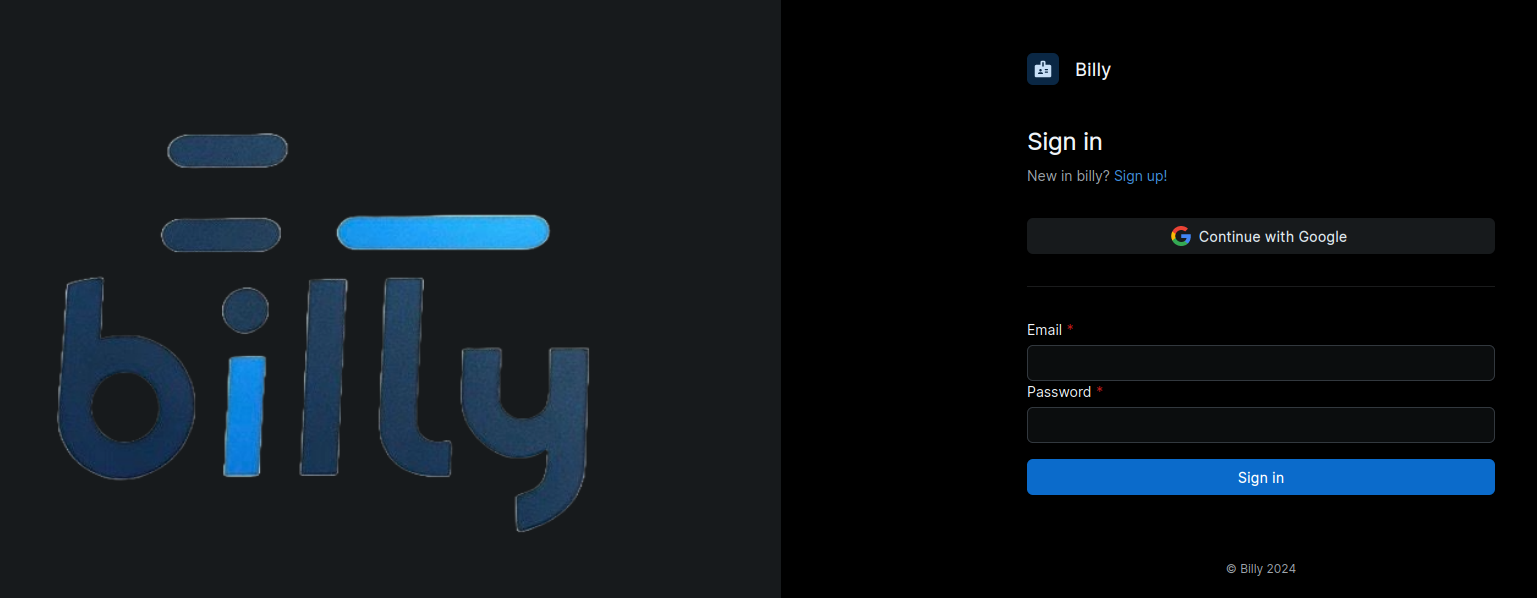 billy
Billy
Sign in
New in billy? Sign up!
Continue with Google
Email *
Password *
Sign in
© Billy 2024